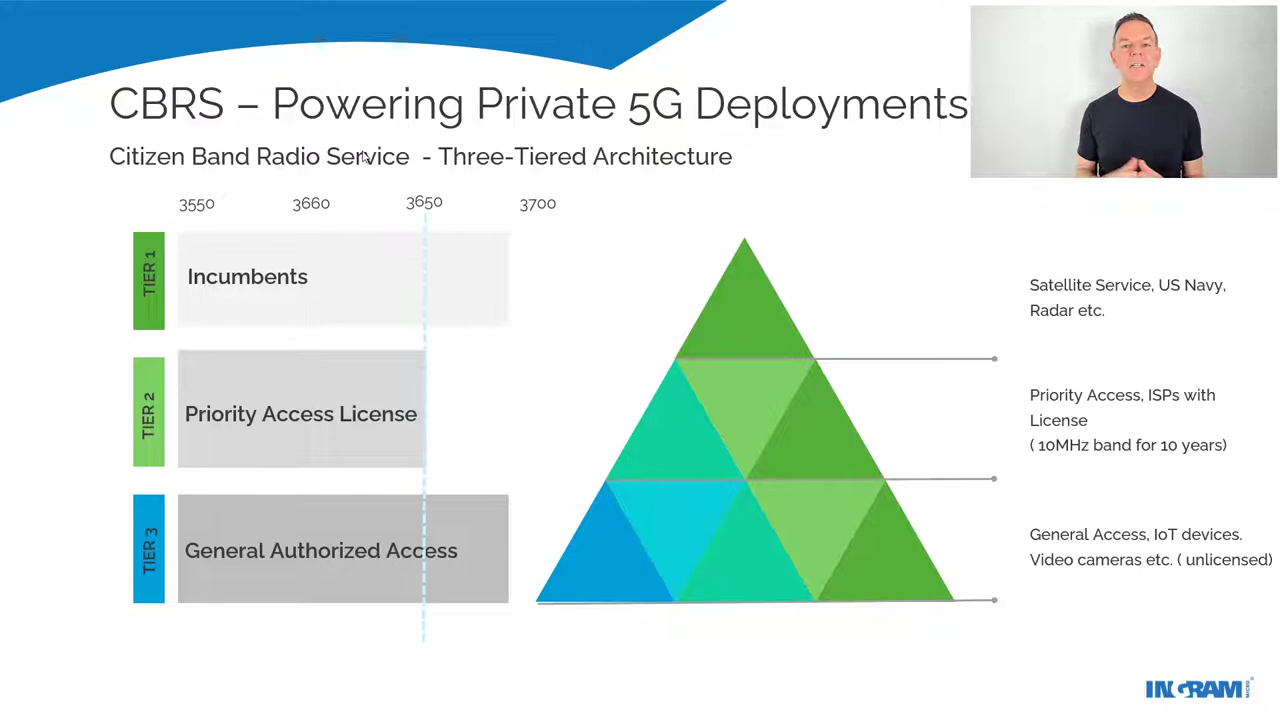 CBRS – Powering Private 5G Deployments
Citizen Band Radio Service - Three-Tiered Architecture
3550 3660 3650 3700
TIER 1
Incumbents
Satellite Service, US Navy,
Radar etc.
TIER 2
Priority Access License
Priority Access, ISPs with
License
( 10MHz band for 10 years)
TIER 3
General Authorized Access
General Access, IoT devices.
Video cameras etc. ( unlicensed)
INGRAM MICRO